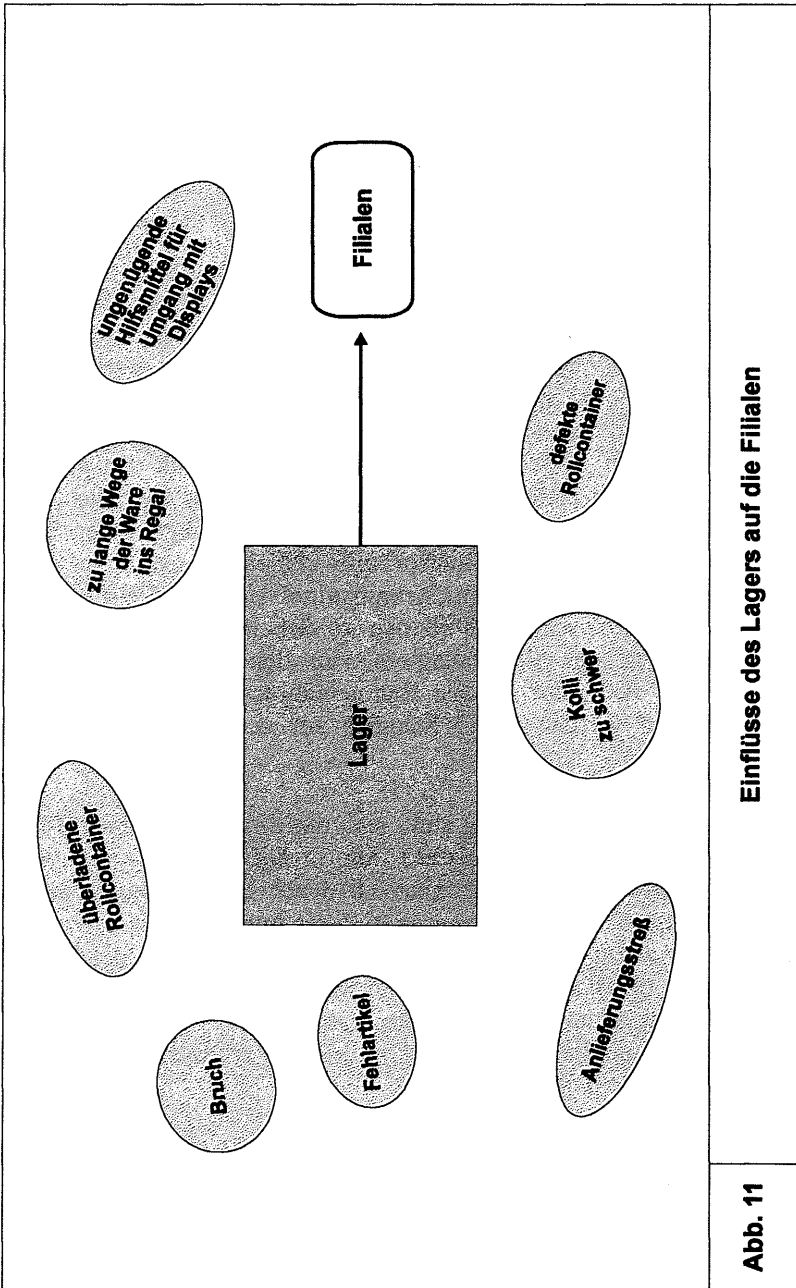 überladene
Rollcontainer
zu lange Wege
der Ware
ins Regal
ungenügende
Hilfsmittel für
Umgang mit
Displays
Bruch
Fehlartikel
Lager
Filialen
Anlieferungsstreß
Kolli
zu schwer
defekte
Rollcontainer
Abb. 11
Einflüsse des Lagers auf die Filialen